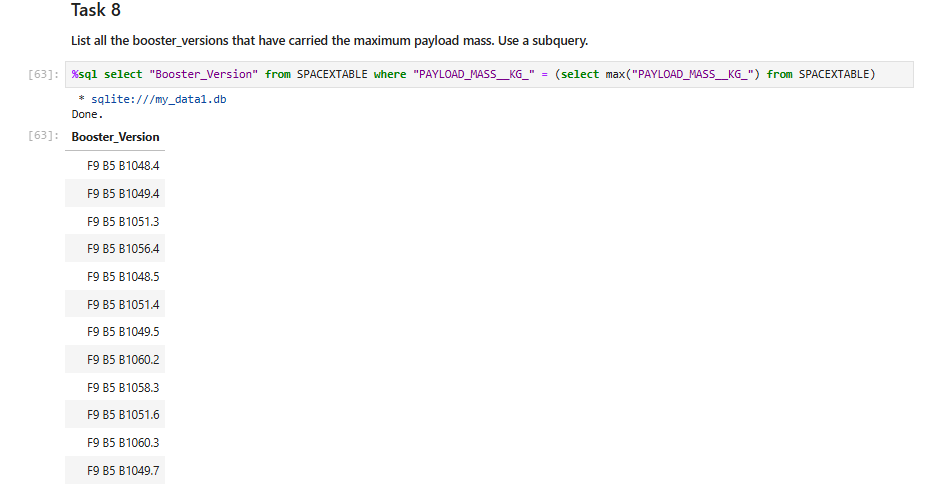 Task 8
List all the booster_versions that have carried the maximum payload mass. Use a subquery.
[63]: %sql select "Booster_Version" from SPACEXTABLE where "PAYLOAD_MASS__KG_" = (select max("PAYLOAD_MASS__KG_") from SPACEXTABLE)
* sqlite:///my_data1.db
Done.
[63]: Booster_Version
F9 B5 B1048.4
F9 B5 B1049.4
F9 B5 B1051.3
F9 B5 B1056.4
F9 B5 B1048.5
F9 B5 B1051.4
F9 B5 B1049.5
F9 B5 B1060.2
F9 B5 B1058.3
F9 B5 B1051.6
F9 B5 B1060.3
F9 B5 B1049.7